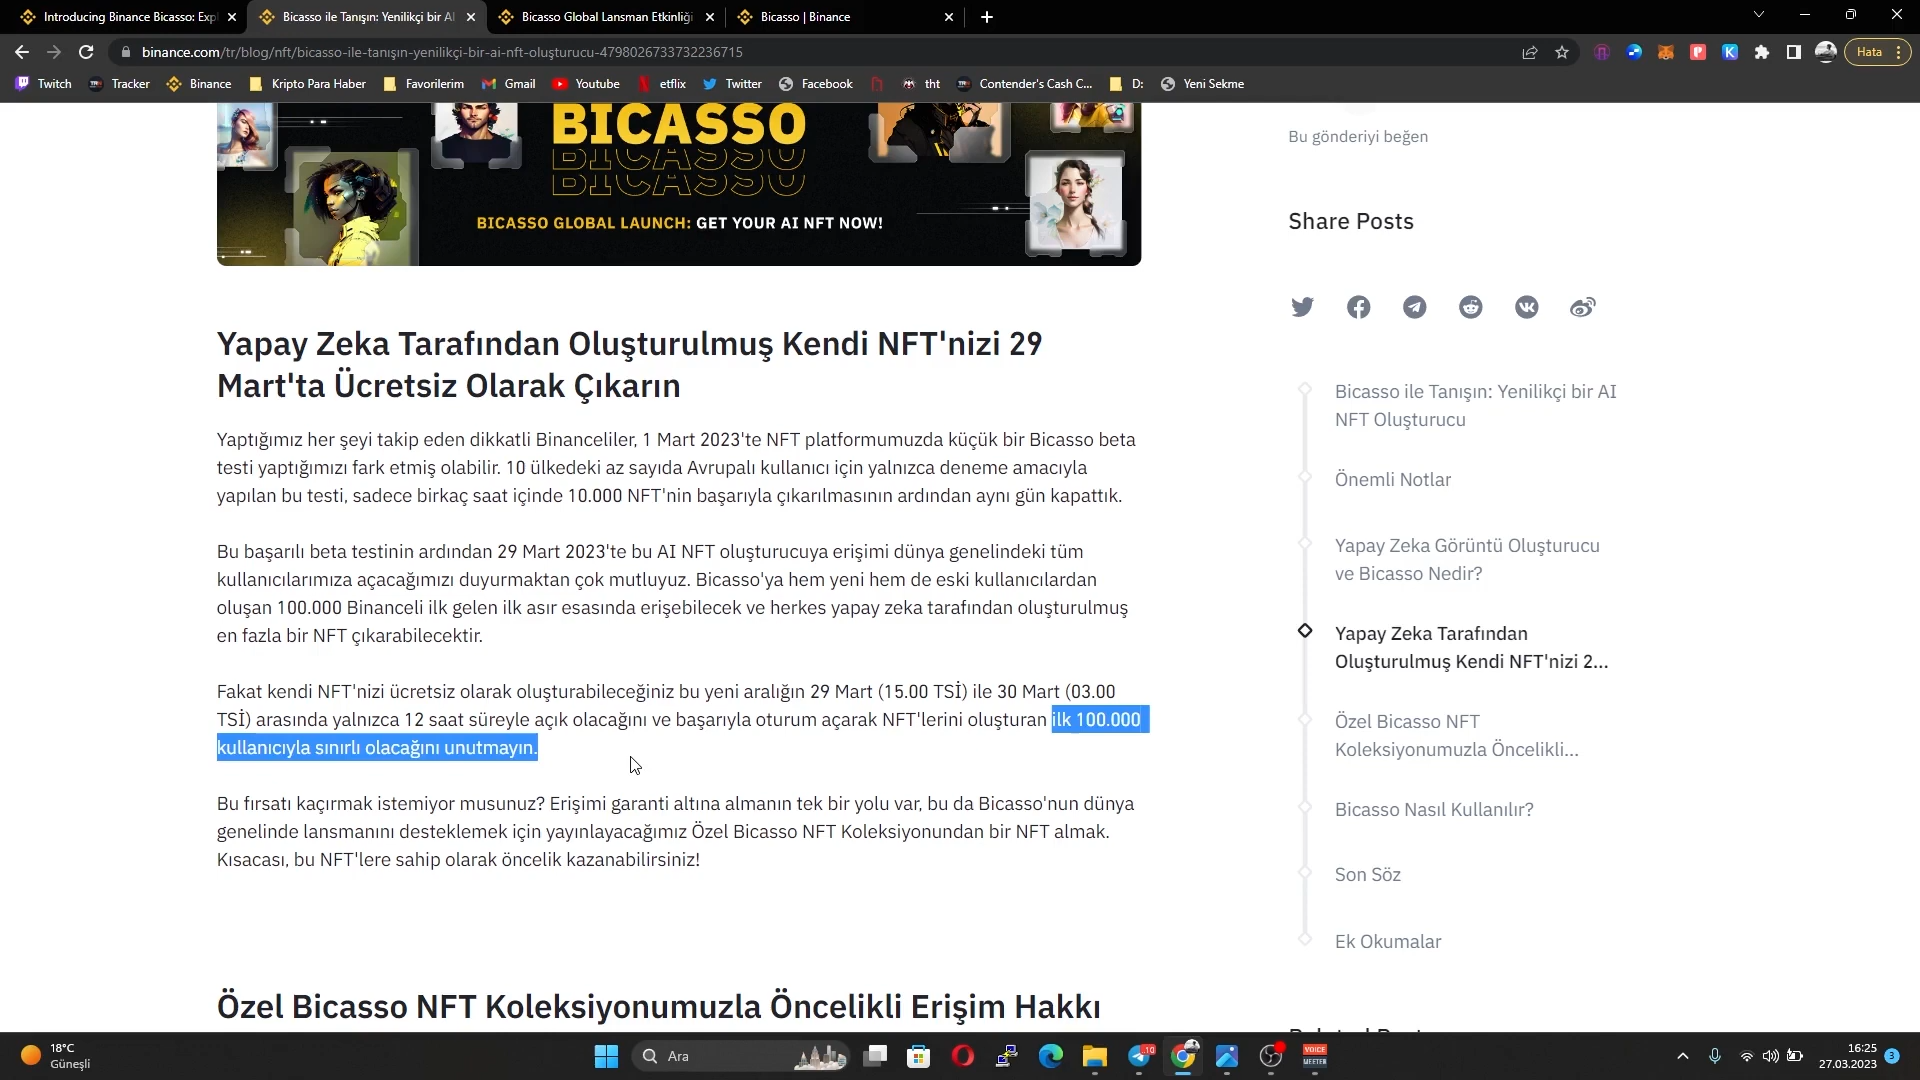 Introducing Binance Bicasso: Exp
Bicasso ile Tanışın: Yenilikçi bir AI
Bicasso Global Lansman Etkinliği
Bicasso | Binance
binance.com/tr/blog/nft/bicasso-ile-tanışın-yenilikçi-bir-ai-nft-oluşturucu-4798026733732236715
Hata
Twitch
Tracker
Binance
Kripto Para Haber
Favorilerim
Gmail
Youtube
etflix
Twitter
Facebook
tht
Contender's Cash C...
D:
Yeni Sekme
BICASSO
BICASSO
BICASSO
BICASSO GLOBAL LAUNCH: GET YOUR AI NFT NOW!
Yapay Zeka Tarafından Oluşturulmuş Kendi NFT'nizi 29
Mart'ta Ücretsiz Olarak Çıkarın
Yaptığımız her şeyi takip eden dikkatli Binanceliler, 1 Mart 2023'te NFT platformumuzda küçük bir Bicasso beta
testi yaptığımızı fark etmiş olabilir. 10 ülkedeki az sayıda Avrupalı kullanıcı için yalnızca deneme amacıyla
yapılan bu testi, sadece birkaç saat içinde 10.000 NFT'nin başarıyla çıkarılmasının ardından aynı gün kapattık.
Bu başarılı beta testinin ardından 29 Mart 2023'te bu AI NFT oluşturucuya erişimi dünya genelindeki tüm
kullanıcılarımıza açacağımızı duyurmaktan çok mutluyuz. Bicasso'ya hem yeni hem de eski kullanıcılardan
oluşan 100.000 Binanceli ilk gelen ilk asır esasında erişebilecek ve herkes yapay zeka tarafından oluşturulmuş
en fazla bir NFT çıkarabilecektir.
Fakat kendi NFT'nizi ücretsiz olarak oluşturabileceğiniz bu yeni aralığın 29 Mart (15.00 TSİ) ile 30 Mart (03.00
TSİ) arasında yalnızca 12 saat süreyle açık olacağını ve başarıyla oturum açarak NFT'lerini oluşturan ilk 100.000
kullanıcıyla sınırlı olacağını unutmayın.
Bu fırsatı kaçırmak istemiyor musunuz? Erişimi garanti altına almanın tek bir yolu var, bu da Bicasso'nun dünya
genelinde lansmanını desteklemek için yayınlayacağımız Özel Bicasso NFT Koleksiyonundan bir NFT almak.
Kısacası, bu NFT'lere sahip olarak öncelik kazanabilirsiniz!
Özel Bicasso NFT Koleksiyonumuzla Öncelikli Erişim Hakkı
Bu gönderiyi beğen
Share Posts
Bicasso ile Tanışın: Yenilikçi bir AI
NFT Oluşturucu
Önemli Notlar
Yapay Zeka Görüntü Oluşturucu
ve Bicasso Nedir?
Yapay Zeka Tarafından
Oluşturulmuş Kendi NFT'nizi 2...
Özel Bicasso NFT
Koleksiyonumuzla Öncelikli...
Bicasso Nasıl Kullanılır?
Son Söz
Ek Okumalar
18°C
Güneşli
Ara
16:25
27.03.2023
3